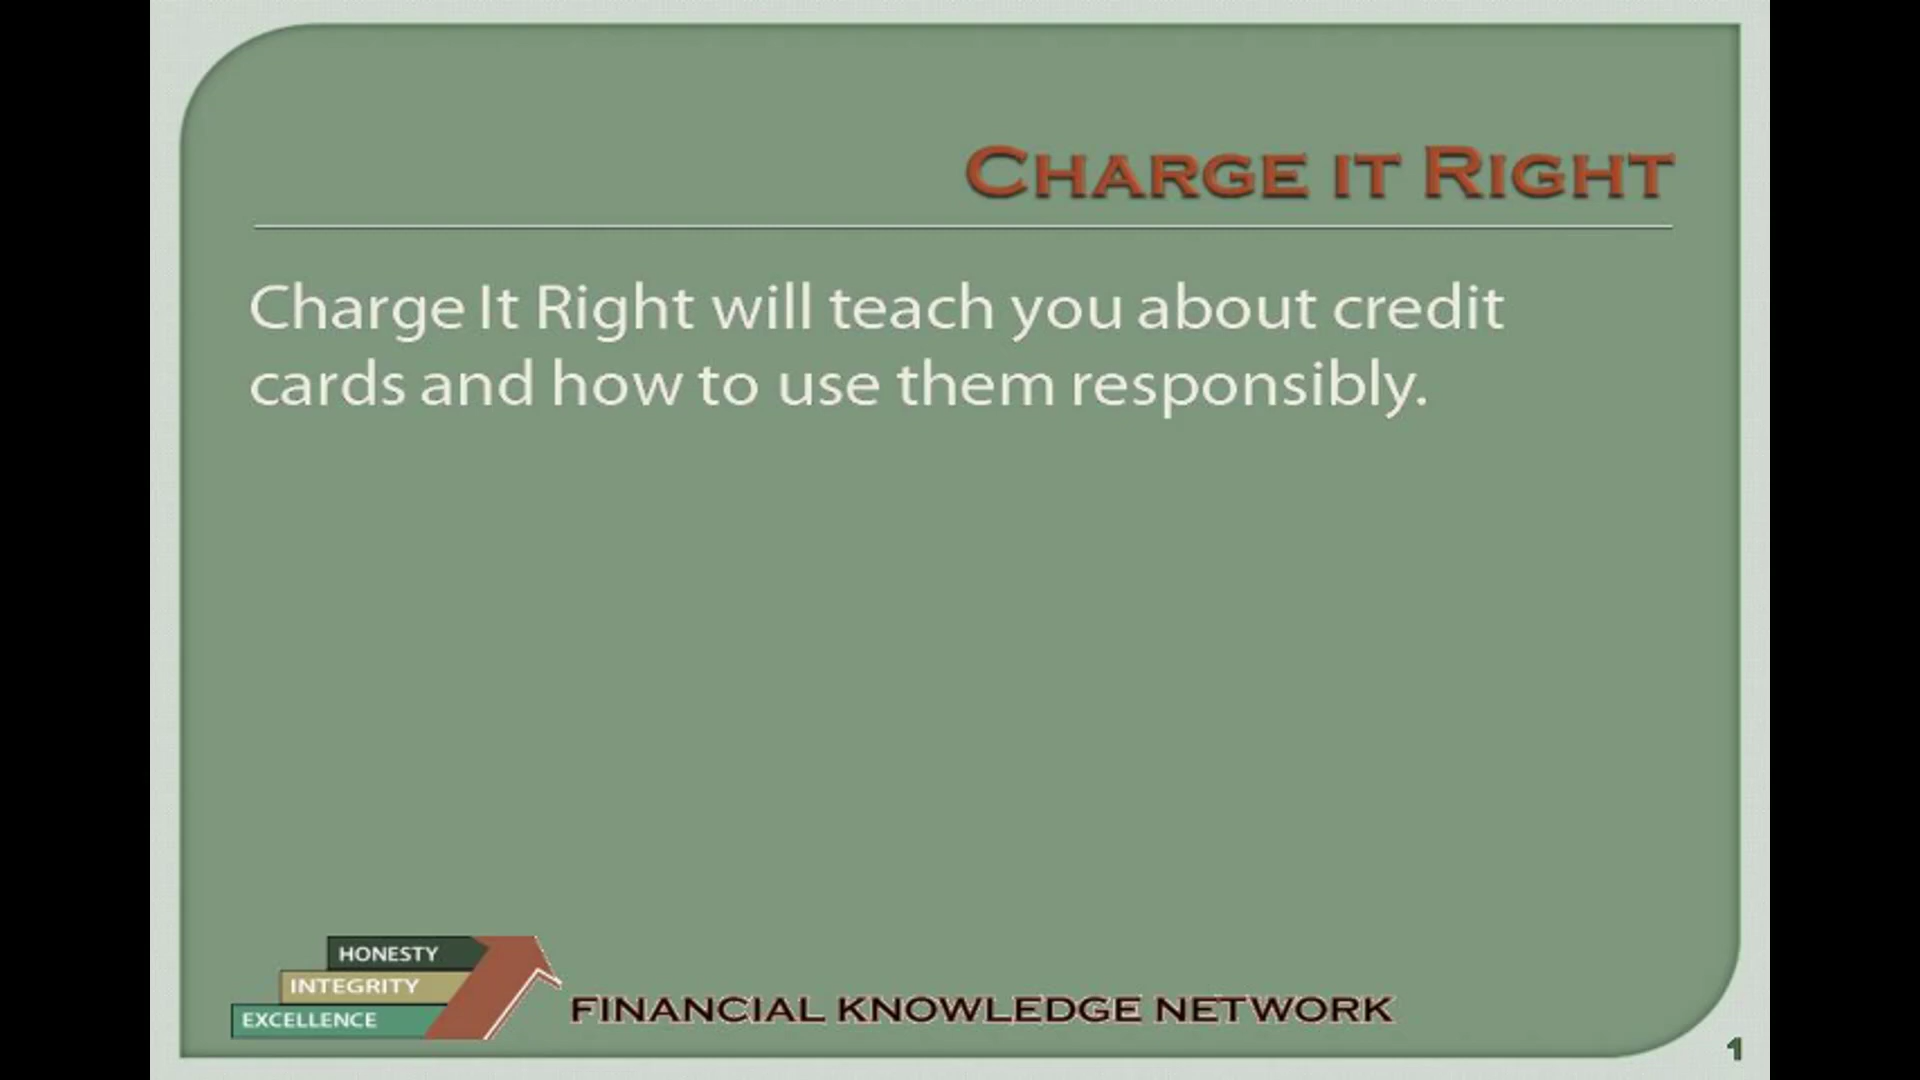 CHARGE IT RIGHT
Charge It Right will teach you about credit
cards and how to use them responsibly.
HONESTY
INTEGRITY
EXCELLENCE
FINANCIAL KNOWLEDGE NETWORK
1